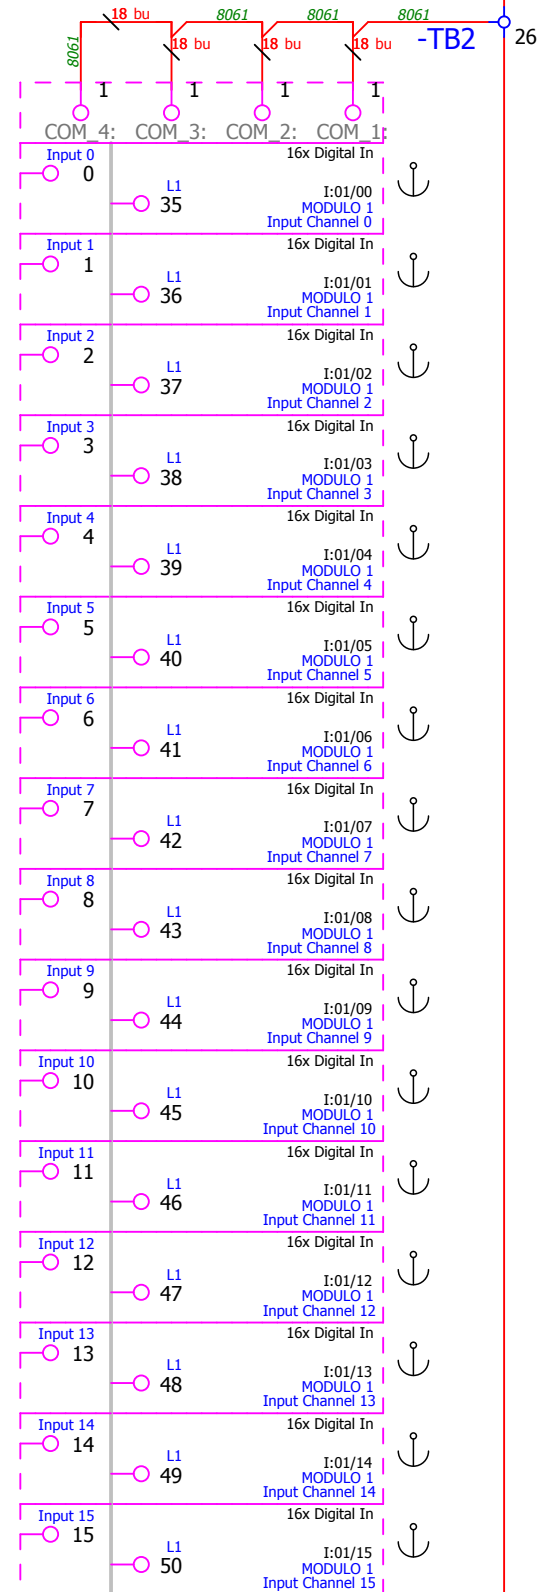 18 bu 8061 8061 8061
8061 18 bu 18 bu 18 bu -TB2 26
1 1 1 1
COM_4: COM_3: COM_2: COM_1:
Input 0 16x Digital In
0
L1
35 I:01/00
MODULO 1
Input Channel 0
Input 1 16x Digital In
1
L1
36 I:01/01
MODULO 1
Input Channel 1
Input 2 16x Digital In
2
L1
37 I:01/02
MODULO 1
Input Channel 2
Input 3 16x Digital In
3
L1
38 I:01/03
MODULO 1
Input Channel 3
Input 4 16x Digital In
4
L1
39 I:01/04
MODULO 1
Input Channel 4
Input 5 16x Digital In
5
L1
40 I:01/05
MODULO 1
Input Channel 5
Input 6 16x Digital In
6
L1
41 I:01/06
MODULO 1
Input Channel 6
Input 7 16x Digital In
7
L1
42 I:01/07
MODULO 1
Input Channel 7
Input 8 16x Digital In
8
L1
43 I:01/08
MODULO 1
Input Channel 8
Input 9 16x Digital In
9
L1
44 I:01/09
MODULO 1
Input Channel 9
Input 10 16x Digital In
10
L1
45 I:01/10
MODULO 1
Input Channel 10
Input 11 16x Digital In
11
L1
46 I:01/11
MODULO 1
Input Channel 11
Input 12 16x Digital In
12
L1
47 I:01/12
MODULO 1
Input Channel 12
Input 13 16x Digital In
13
L1
48 I:01/13
MODULO 1
Input Channel 13
Input 14 16x Digital In
14
L1
49 I:01/14
MODULO 1
Input Channel 14
Input 15 16x Digital In
15
L1
50 I:01/15
MODULO 1
Input Channel 15